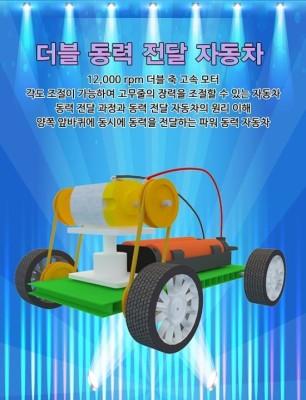 더블 동력 전달 자동차
12,000 rpm 더블 축 고속 모터
각도 조절이 가능하여 고무줄의 장력을 조절할 수 있는 자동차
동력 전달 과정과 동력 전달 자동차의 원리 이해
양쪽 앞바퀴에 동시에 동력을 전달하는 파워 동력 자동차